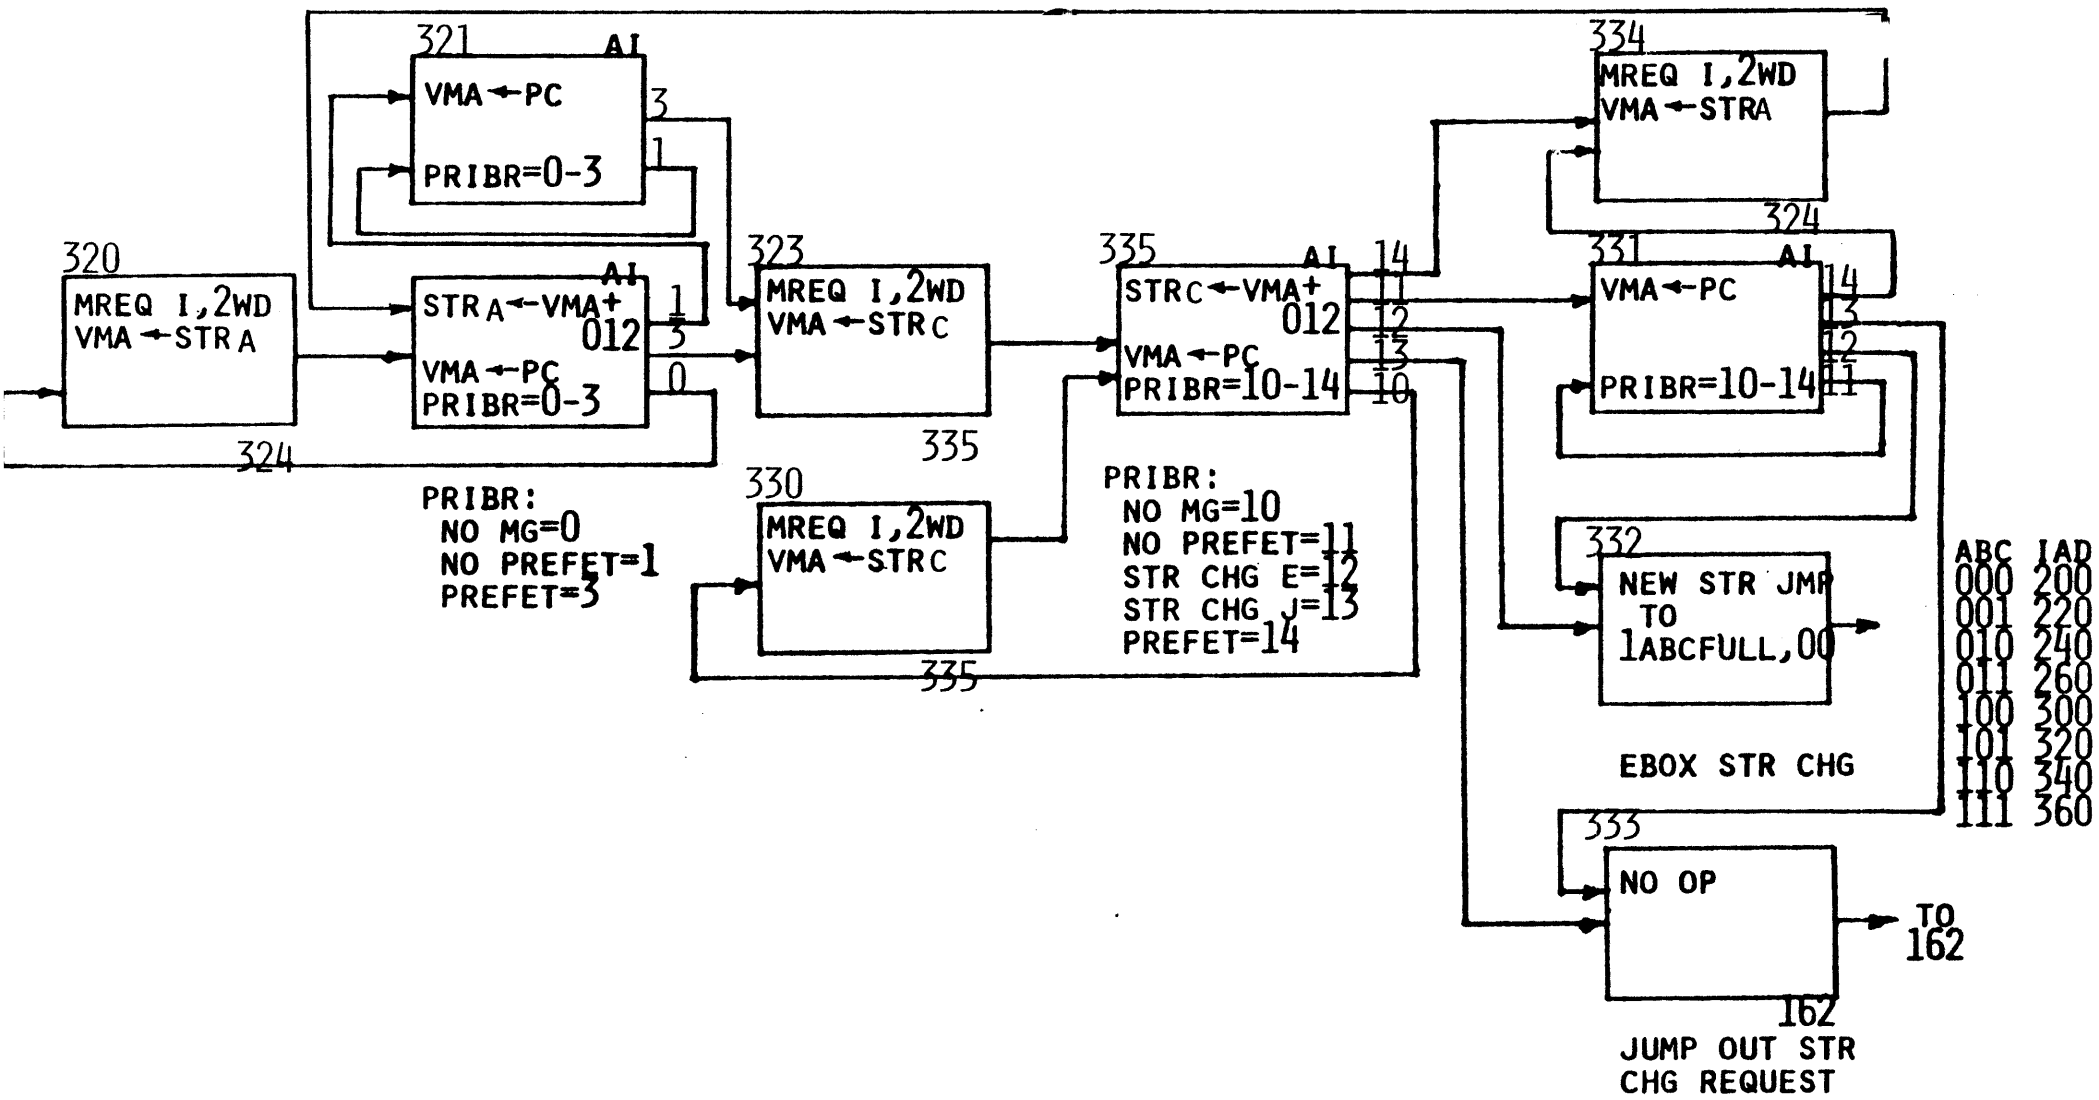 321
AI
VMA←PC
3
1
PRIBR=0-3
320
MREQ I,2WD
VMA←STRA
AI
STRA←VMA+
012
VMA←PC
PRIBR=0-3
1
3
0
324
PRIBR:
NO MG=0
NO PREFET=1
PREFET=3
323
MREQ I,2WD
VMA←STRC
335
330
MREQ I,2WD
VMA←STRC
335
335
AI
STRC←VMA+
012
VMA←PC
PRIBR=10-14
14
11
12
13
10
PRIBR:
NO MG=10
NO PREFET=11
STR CHG E=12
STR CHG J=13
PREFET=14
334
MREQ I,2WD
VMA←STRA
324
331
AI
VMA←PC
PRIBR=10-14
14
13
12
11
332
NEW STR JMP
TO
1ABCFULL,00
EBOX STR CHG
ABC IAD
000 200
001 220
010 240
011 260
100 300
101 320
110 340
111 360
333
NO OP
TO
162
162
JUMP OUT STR
CHG REQUEST